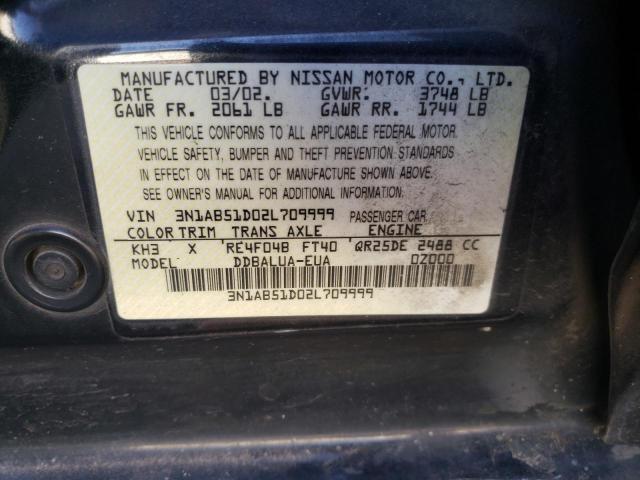 MANUFACTURED BY NISSAN MOTOR CO., LTD.
DATE 03/02. GVWR: 3748 LB
GAWR FR. 2061 LB GAWR RR. 1744 LB
THIS VEHICLE CONFORMS TO ALL APPLICABLE FEDERAL MOTOR
VEHICLE SAFETY, BUMPER AND THEFT PREVENTION STANDARDS
IN EFFECT ON THE DATE OF MANUFACTURE SHOWN ABOVE.
SEE OWNER'S MANUAL FOR ADDITIONAL INFORMATION
VIN 3N1AB51D02L709999 PASSENGER CAR
COLOR TRIM TRANS AXLE ENGINE
KH3 X RE4F04B FT40 QR25DE 2488 CC
MODEL DDBALUA-EUA 0Z000
3N1AB51D02L709999